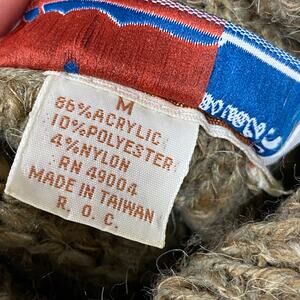 M
86% ACRYLIC
10% POLYESTER
4% NYLON
RN 49004
MADE IN TAIWAN
R. O. C.